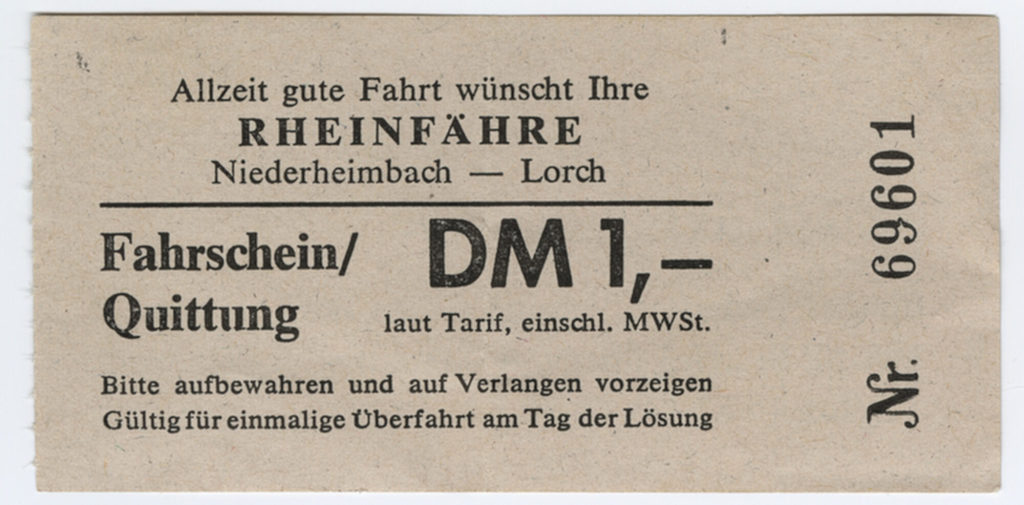 Allzeit gute Fahrt wünscht Ihre
RHEINFÄHRE
Niederheimbach — Lorch
Fahrschein/
Quittung
DM 1,—
laut Tarif, einschl. MWSt.
Bitte aufbewahren und auf Verlangen vorzeigen
Gültig für einmalige Überfahrt am Tag der Lösung
Nr. 69601